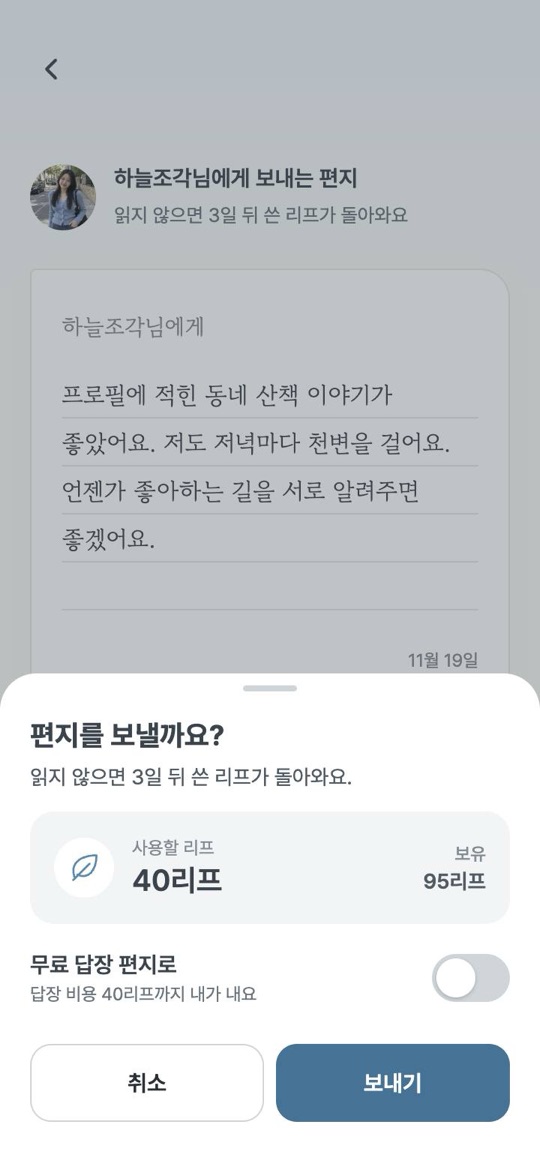 하늘조각님에게 보내는 편지
읽지 않으면 3일 뒤 쓴 리프가 돌아와요
하늘조각님에게
프로필에 적힌 동네 산책 이야기가
좋았어요. 저도 저녁마다 천변을 걸어요.
언젠가 좋아하는 길을 서로 알려주면
좋겠어요.
11월 19일
편지를 보낼까요?
읽지 않으면 3일 뒤 쓴 리프가 돌아와요.
사용할 리프
40리프
보유
95리프
무료 답장 편지로
답장 비용 40리프까지 내가 내요
취소
보내기